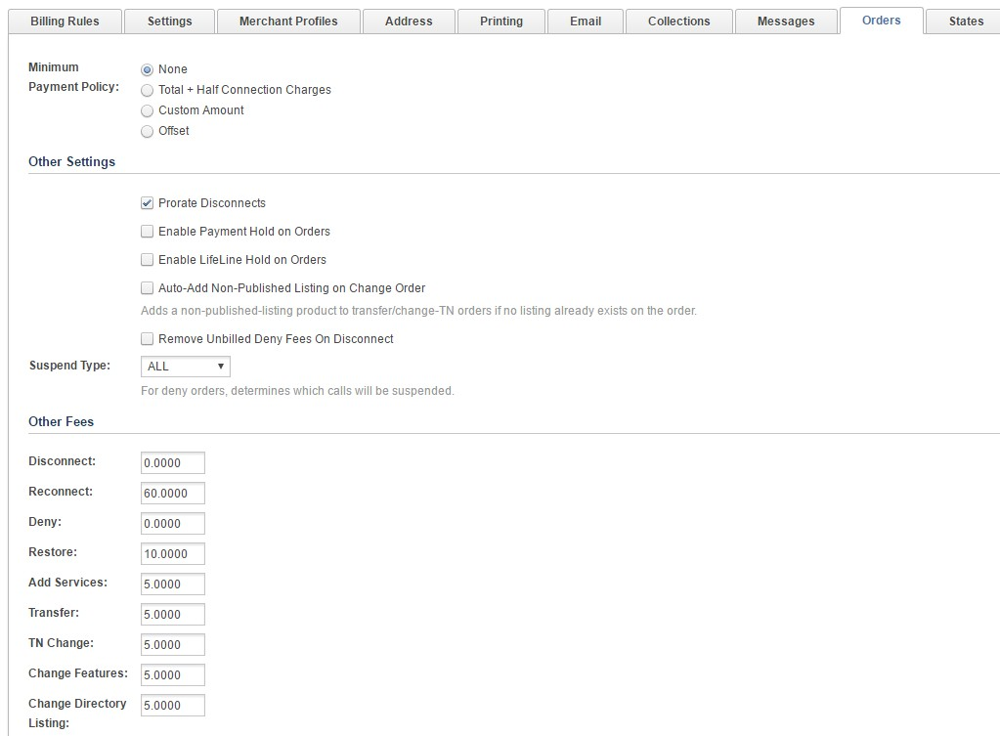 Billing Rules Settings Merchant Profiles Address Printing Email Collections Messages Orders States
Minimum
Payment Policy:
None
Total + Half Connection Charges
Custom Amount
Offset
Other Settings
Prorate Disconnects
Enable Payment Hold on Orders
Enable LifeLine Hold on Orders
Auto-Add Non-Published Listing on Change Order
Adds a non-published-listing product to transfer/change-TN orders if no listing already exists on the order.
Remove Unbilled Deny Fees On Disconnect
Suspend Type: ALL
For deny orders, determines which calls will be suspended.
Other Fees
Disconnect: 0.0000
Reconnect: 60.0000
Deny: 0.0000
Restore: 10.0000
Add Services: 5.0000
Transfer: 5.0000
TN Change: 5.0000
Change Features: 5.0000
Change Directory 5.0000
Listing: